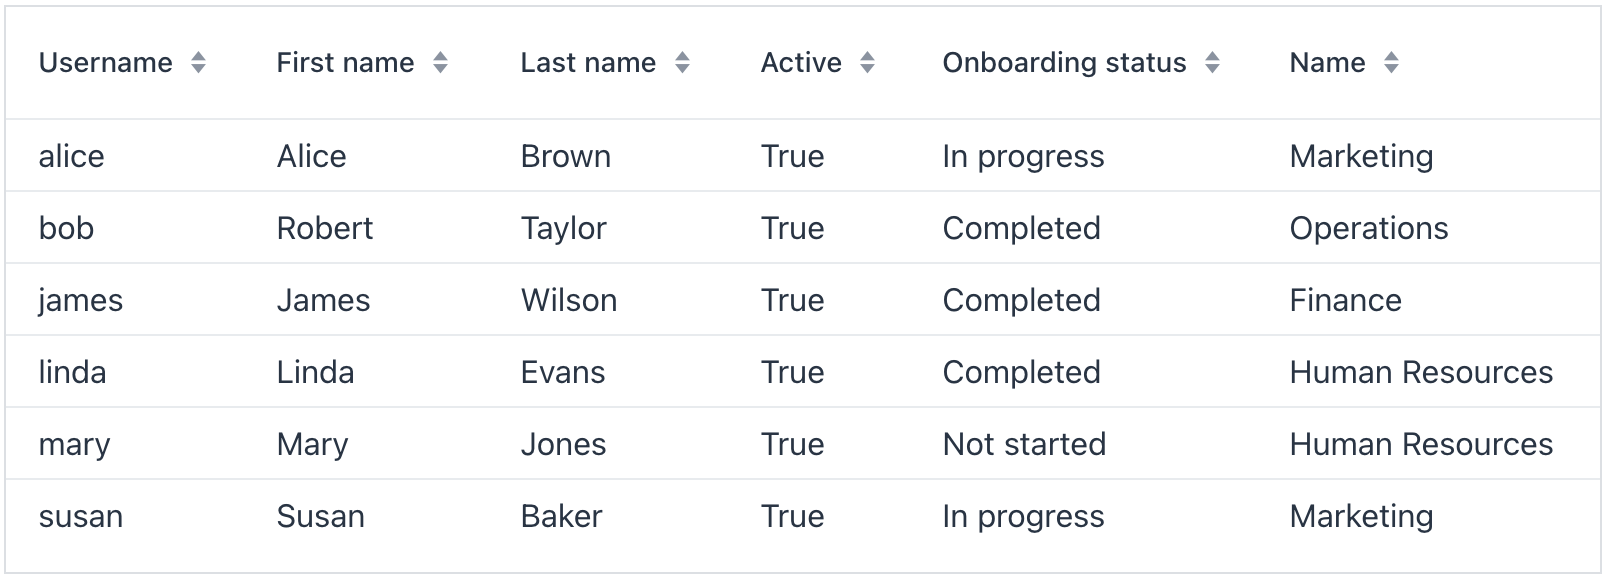 Username First name Last name Active Onboarding status Name
alice Alice Brown True In progress Marketing
bob Robert Taylor True Completed Operations
james James Wilson True Completed Finance
linda Linda Evans True Completed Human Resources
mary Mary Jones True Not started Human Resources
susan Susan Baker True In progress Marketing